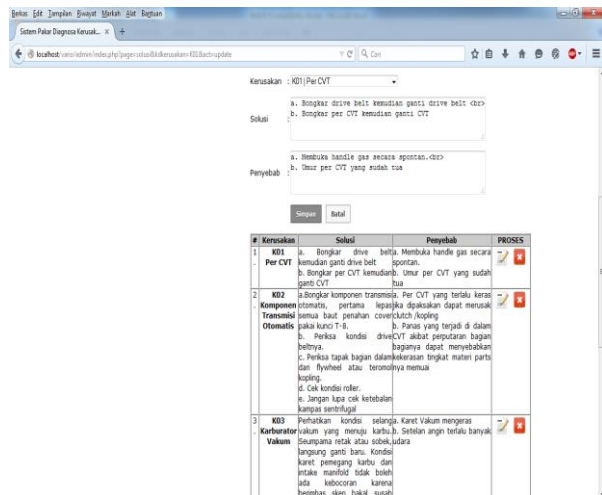 Berkas Edit Tampilan Riwayat Markah Alat Bantuan
Sistem Pakar Diagnosa Kerusak... × +
localhost/vario/admin/index.php?page=solusi&kdkerusakan=K01&act=update
Cari
Kerusakan : K01| Per CVT
Solusi :
a. Bongkar drive belt kemudian ganti drive belt <br>
b. Bongkar per CVT kemudian ganti CVT
Penyebab :
a. Membuka handle gas secara spontan.<br>
b. Umur per CVT yang sudah tua
Simpan Batal
# Kerusakan Solusi Penyebab PROSES
1
.
K01
Per CVT
a. Bongkar drive belt
kemudian ganti drive belt
b. Bongkar per CVT kemudian
ganti CVT
a. Membuka handle gas secara
spontan.
b. Umur per CVT yang sudah
tua
2
.
K02
Komponen
Transmisi
Otomatis
a.Bongkar komponen transmisi
otomatis, pertama lepas
semua baut penahan cover
pakai kunci T-8.
b. Periksa kondisi drive
beltnya.
c. Periksa tapak bagian dalam
dari flywheel atau teromol
kopling.
d. Cek kondisi roller.
e. Jangan lupa cek ketebalan
kampas sentrifugal
a. Per CVT yang terlalu keras
jika dipaksakan dapat merusak
clutch /kopling
b. Panas yang terjadi di dalam
CVT akibat perputaran bagian
bagianya dapat menyebabkan
kekerasan tingkat materi parts
nya memuai
3
.
K03
Karburator
Vakum
Perhatikan kondisi selang
vakum yang menuju karbu.
Seumpama retak atau sobek,
langsung ganti baru. Kondisi
karet pemegang karbu dan
intake manifold tidak boleh
ada kebocoran karena
berimbas sken bakal susah
a. Karet Vakum mengeras
b. Setelan angin terlalu banyak
udara